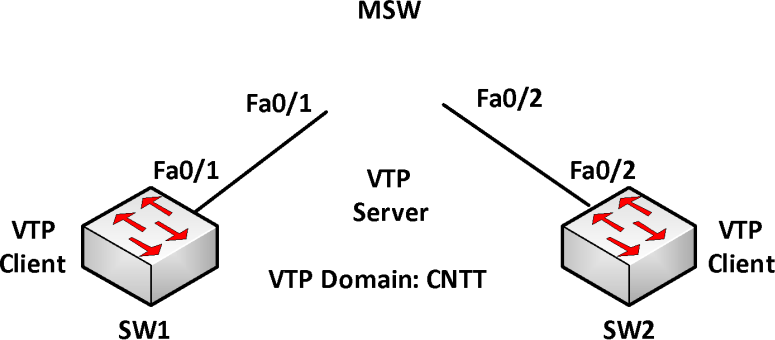 MSW
Fa0/1
Fa0/2
Fa0/1
Fa0/2
VTP
Server
VTP
Client
VTP
Client
VTP Domain: CNTT
SW1
SW2